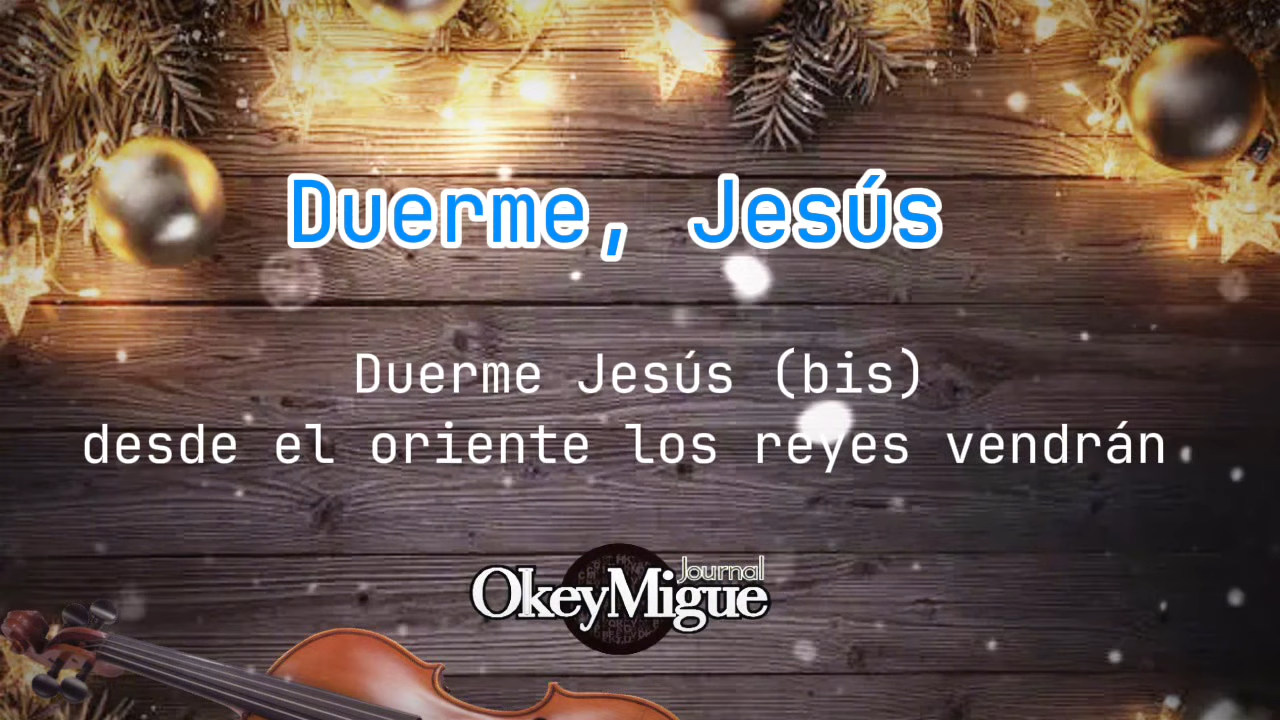 Duerme, Jesús
Duerme Jesús (bis)
desde el oriente los reyes vendrán
Journal
OkeyMigue